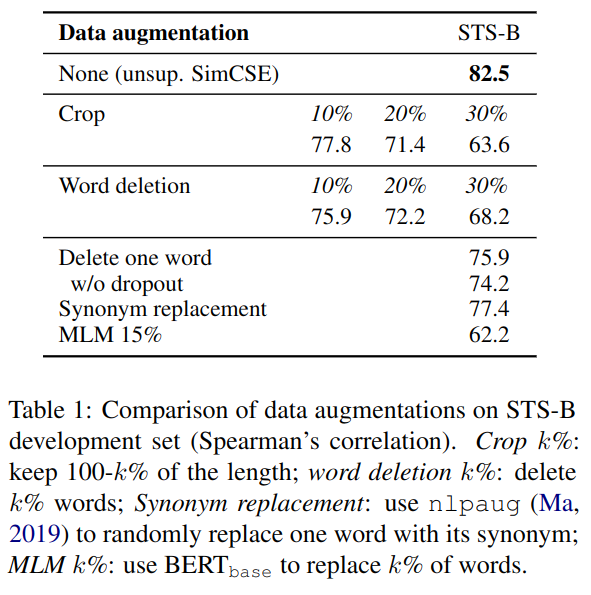 Data augmentation STS-B
None (unsup. SimCSE) 82.5
Crop 10% 20% 30%
77.8 71.4 63.6
Word deletion 10% 20% 30%
75.9 72.2 68.2
Delete one word 75.9
w/o dropout 74.2
Synonym replacement 77.4
MLM 15% 62.2
Table 1: Comparison of data augmentations on STS-B
development set (Spearman's correlation). Crop k%:
keep 100-k% of the length; word deletion k%: delete
k% words; Synonym replacement: use nlpaug (Ma,
2019) to randomly replace one word with its synonym;
MLM k%: use BERTbase to replace k% of words.